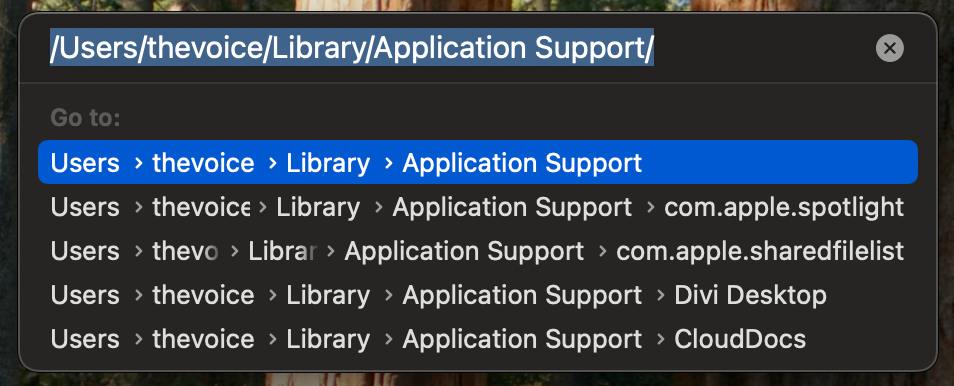 /Users/thevoice/Library/Application Support/
Go to:
Users › thevoice › Library › Application Support
Users › thevoice › Library › Application Support › com.apple.spotlight
Users › thevo › Librar › Application Support › com.apple.sharedfilelist
Users › thevoice › Library › Application Support › Divi Desktop
Users › thevoice › Library › Application Support › CloudDocs